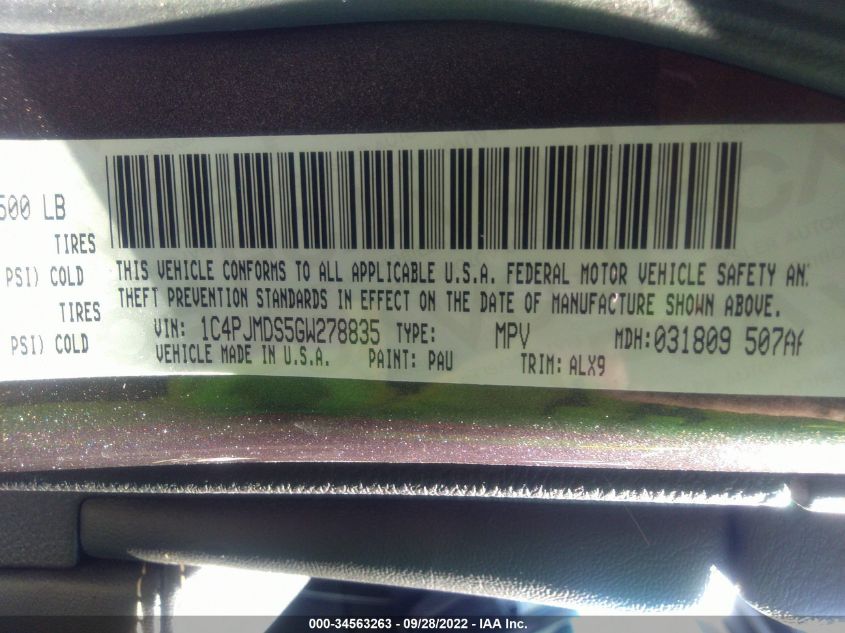 500 LB
TIRES
PSI) COLD
TIRES
PSI) COLD
THIS VEHICLE CONFORMS TO ALL APPLICABLE U.S.A. FEDERAL MOTOR VEHICLE SAFETY AN
THEFT PREVENTION STANDARDS IN EFFECT ON THE DATE OF MANUFACTURE SHOWN ABOVE.
VIN: 1C4PJMDS5GW278835 TYPE: MPV MDH:031809 507A
VEHICLE MADE IN U.S.A. PAINT: PAU TRIM: ALX9
000-34563263 - 09/28/2022 - IAA Inc.